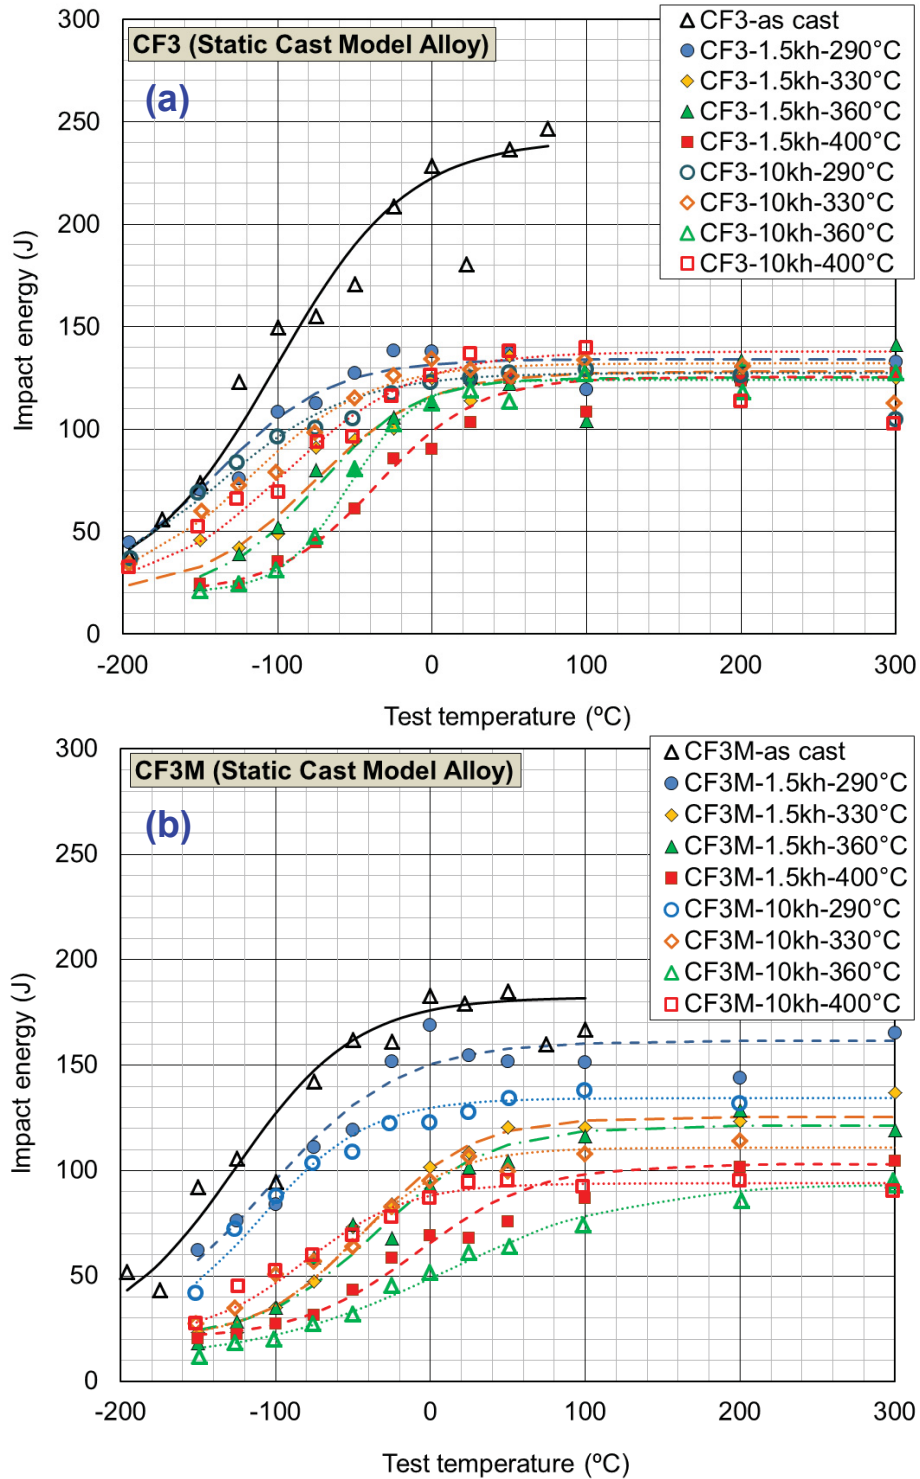 300
CF3 (Static Cast Model Alloy)
(a)
250
200
150
100
50
0
Impact energy (J)
-200
-100
0
100
200
300
Test temperature (ºC)
CF3-as cast
CF3-1.5kh-290°C
CF3-1.5kh-330°C
CF3-1.5kh-360°C
CF3-1.5kh-400°C
CF3-10kh-290°C
CF3-10kh-330°C
CF3-10kh-360°C
CF3-10kh-400°C
300
CF3M (Static Cast Model Alloy)
(b)
250
200
150
100
50
0
Impact energy (J)
-200
-100
0
100
200
300
Test temperature (ºC)
CF3M-as cast
CF3M-1.5kh-290°C
CF3M-1.5kh-330°C
CF3M-1.5kh-360°C
CF3M-1.5kh-400°C
CF3M-10kh-290°C
CF3M-10kh-330°C
CF3M-10kh-360°C
CF3M-10kh-400°C